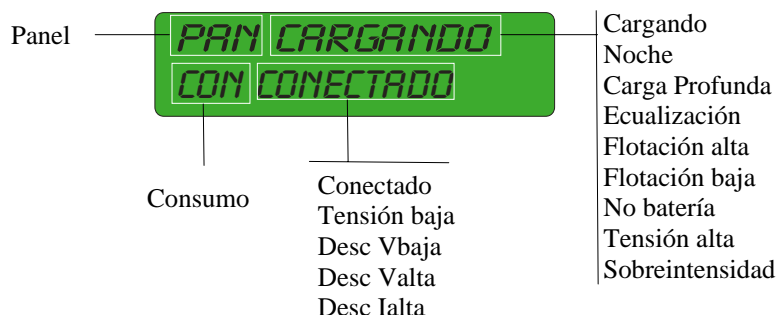 Panel
PAN CARGANDO
CON CONECTADO
Cargando
Noche
Carga Profunda
Ecualización
Flotación alta
Flotación baja
No batería
Tensión alta
Sobreintensidad
Consumo
Conectado
Tensión baja
Desc Vbaja
Desc Valta
Desc Ialta